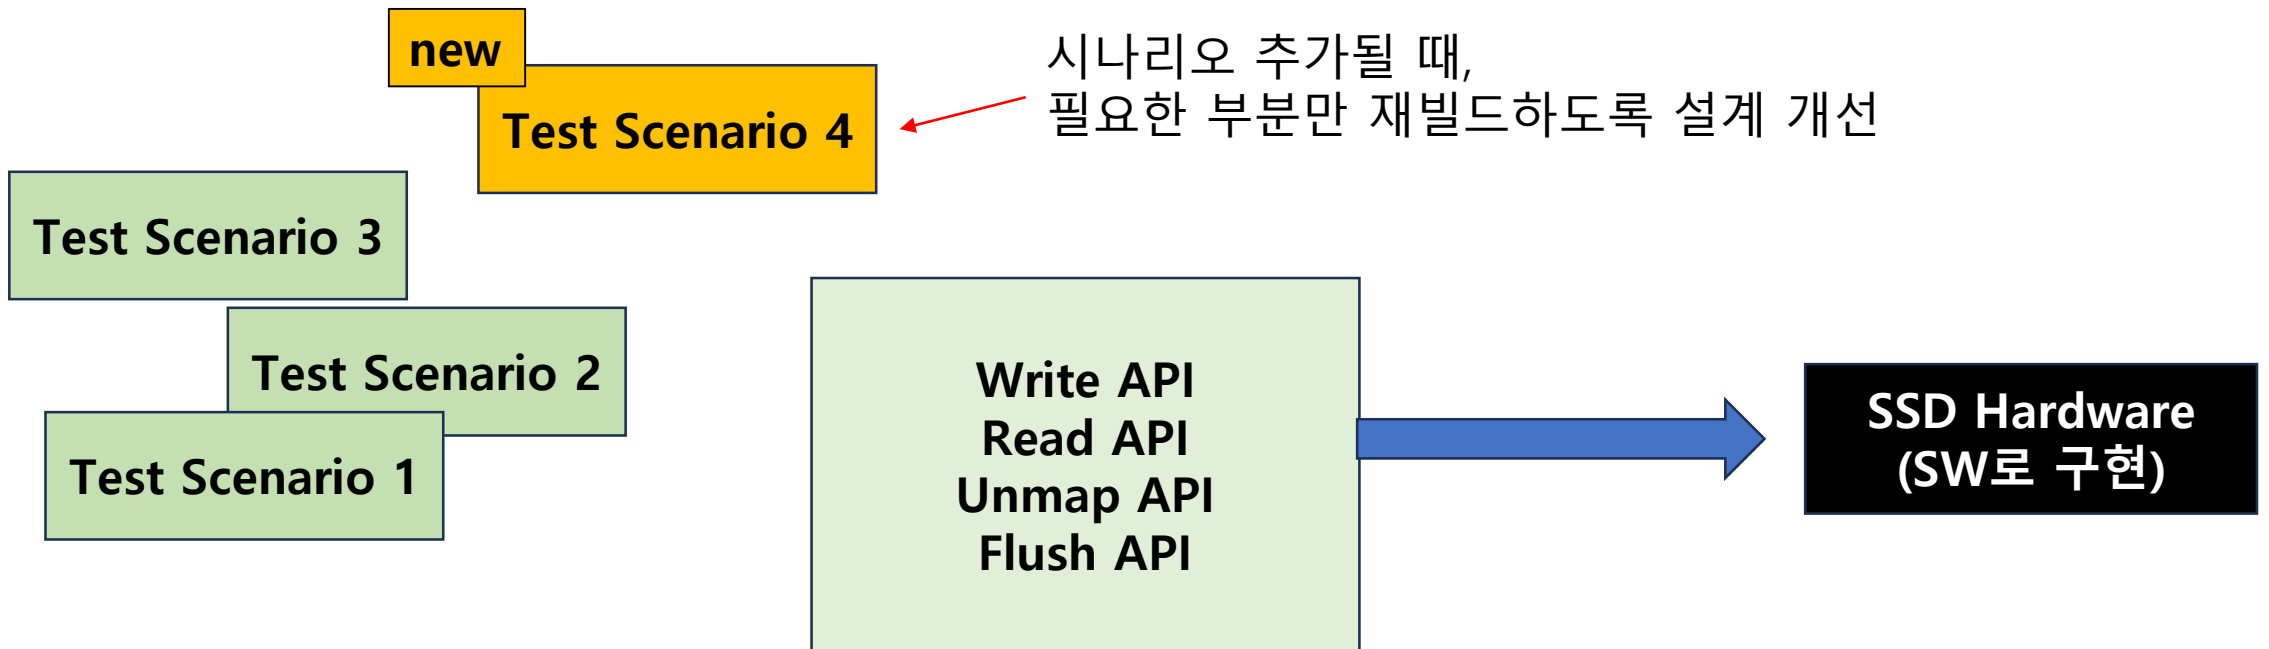 new
Test Scenario 4
시나리오 추가될 때,
필요한 부분만 재빌드하도록 설계 개선
Test Scenario 3
Test Scenario 2
Test Scenario 1
Write API
Read API
Unmap API
Flush API
SSD Hardware
(SW로 구현)